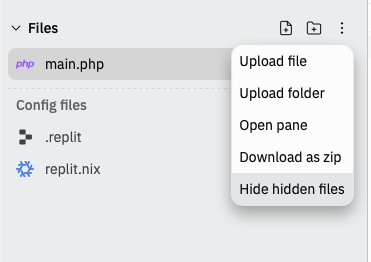 Files
php main.php
Upload file
Upload folder
Config files
Open pane
.replit
Download as zip
replit.nix
Hide hidden files